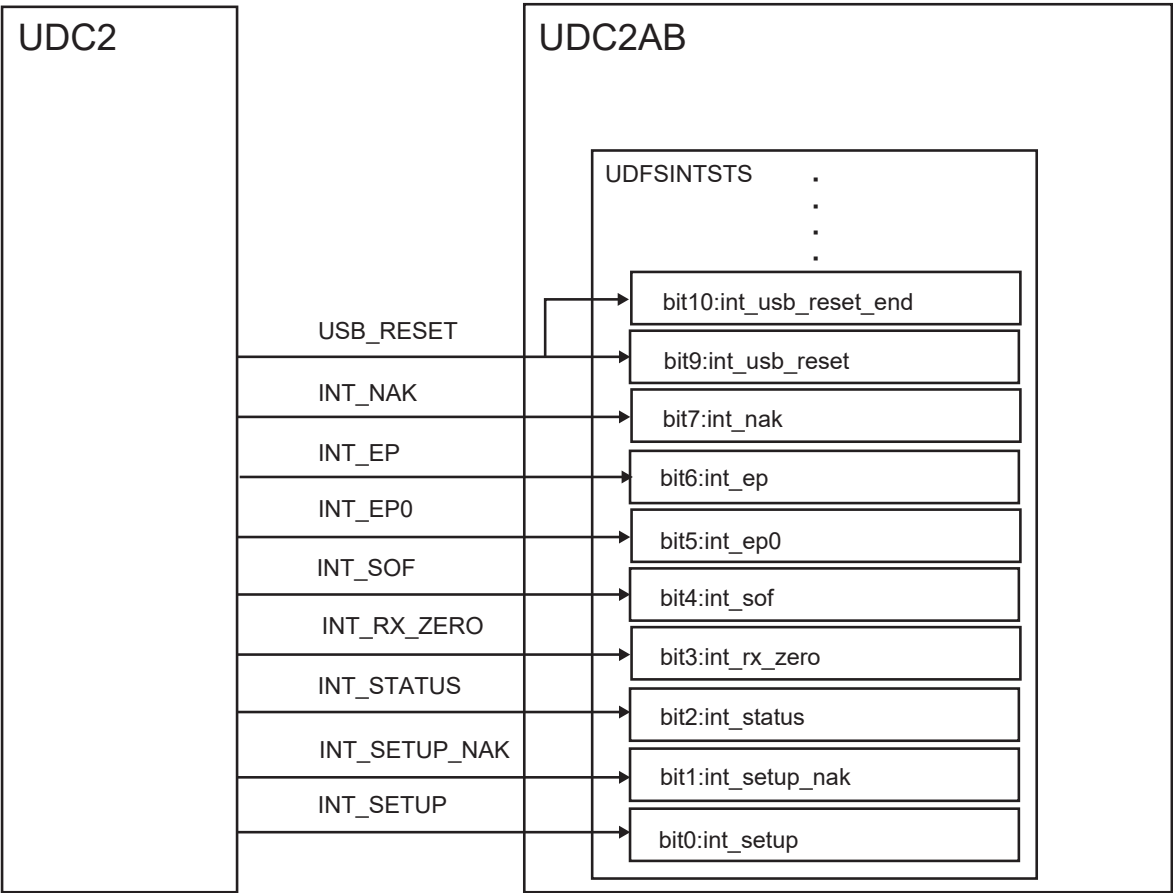 UDC2
UDC2AB
UDFSINTSTS
bit10:int_usb_reset_end
USB_RESET
bit9:int_usb_reset
INT_NAK
bit7:int_nak
INT_EP
bit6:int_ep
INT_EP0
bit5:int_ep0
INT_SOF
bit4:int_sof
INT_RX_ZERO
bit3:int_rx_zero
INT_STATUS
bit2:int_status
INT_SETUP_NAK
bit1:int_setup_nak
INT_SETUP
bit0:int_setup